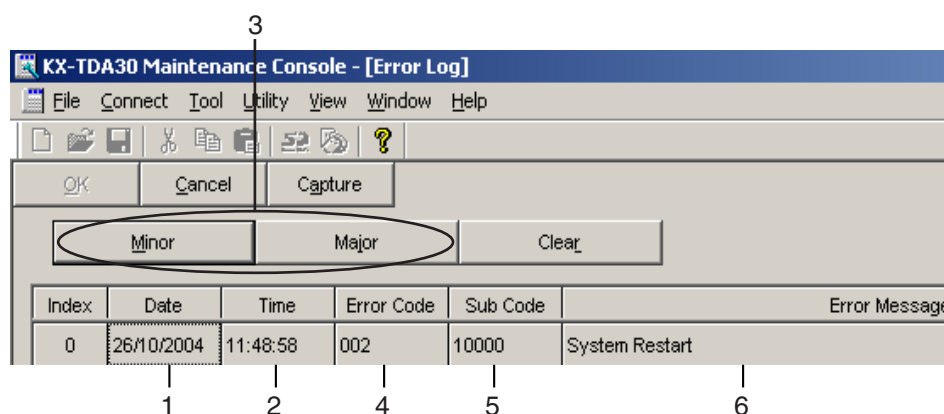 3
KX-TDA30 Maintenance Console - [Error Log]
File Connect Tool Utility View Window Help
OK Cancel Capture
Minor Major Clear
Index Date Time Error Code Sub Code Error Message
0 26/10/2004 11:48:58 002 10000 System Restart
1 2 4 5 6